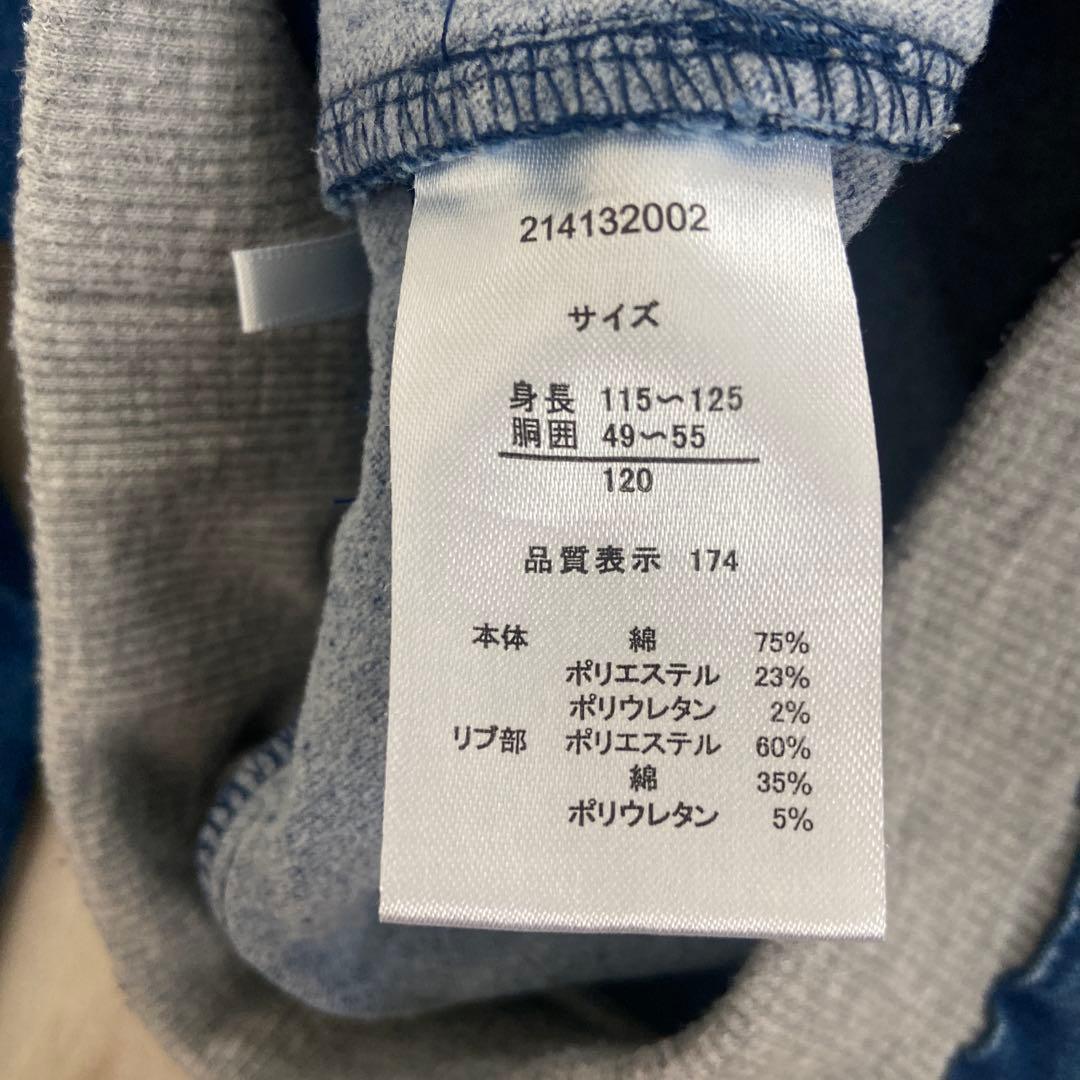 214132002
サイズ
身長 115〜125
胴囲 49〜55
120
品質表示 174
本体 綿 75%
ポリエステル 23%
ポリウレタン 2%
リブ部 ポリエステル 60%
綿 35%
ポリウレタン 5%